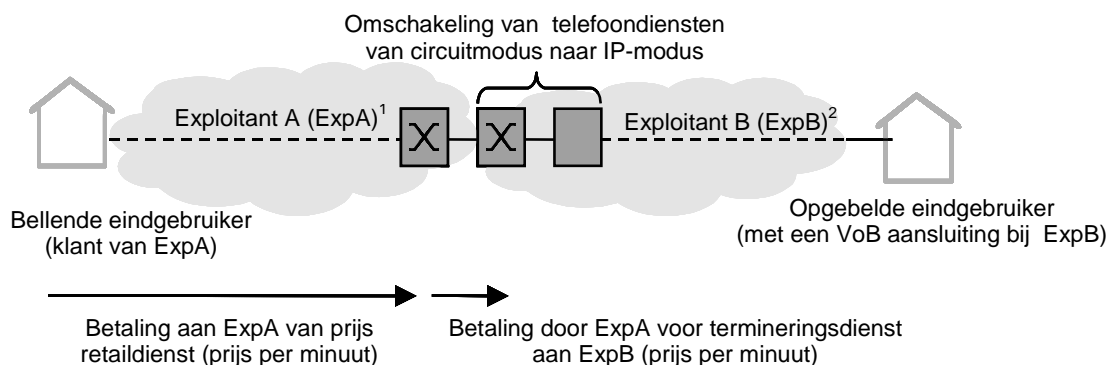 Omschakeling van telefoondiensten
van circuitmodus naar IP-modus
Exploitant A (ExpA)1
Exploitant B (ExpB)2
Bellende eindgebruiker
(klant van ExpA)
Opgebelde eindgebruiker
(met een VoB aansluiting bij ExpB)
Betaling aan ExpA van prijs
retaildienst (prijs per minuut)
Betaling door ExpA voor termineringsdienst
aan ExpB (prijs per minuut)